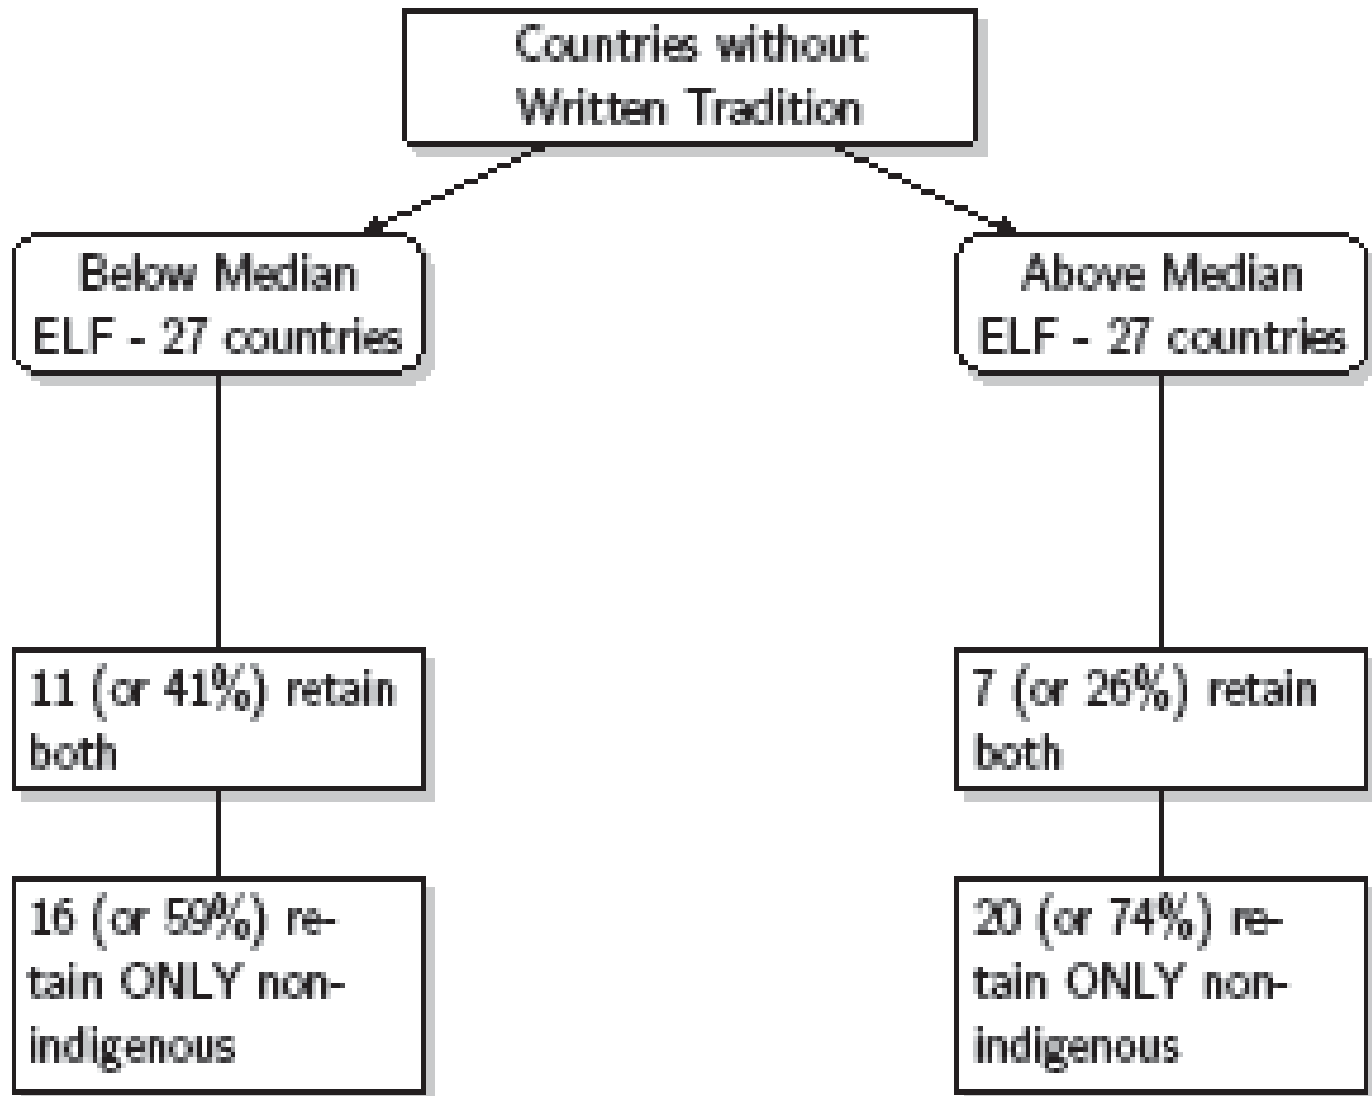 Countries without
Written Tradition
Below Median
ELF - 27 countries
Above Median
ELF - 27 countries
11 (or 41%) retain
both
7 (or 26%) retain
both
16 (or 59%) re-
tain ONLY non-
indigenous
20 (or 74%) re-
tain ONLY non-
indigenous